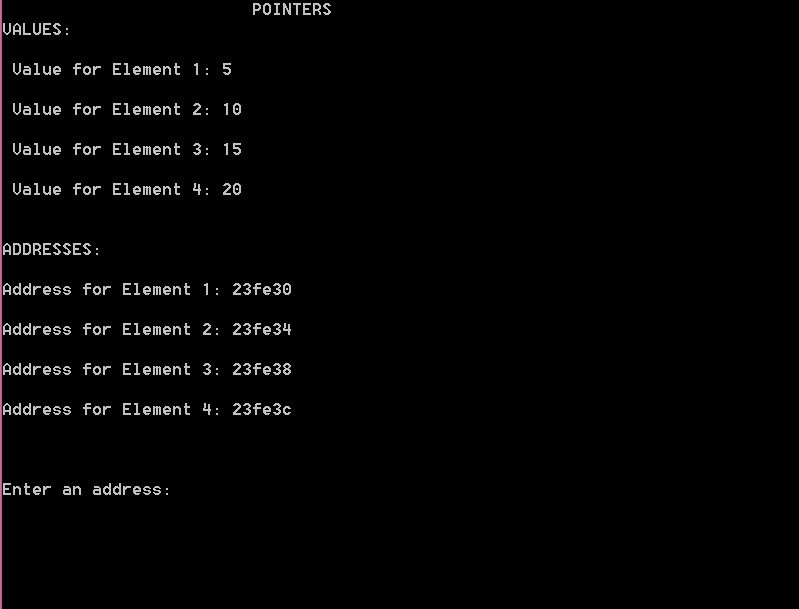 POINTERS
VALUES:
Value for Element 1: 5
Value for Element 2: 10
Value for Element 3: 15
Value for Element 4: 20
ADDRESSES:
Address for Element 1: 23fe30
Address for Element 2: 23fe34
Address for Element 3: 23fe38
Address for Element 4: 23fe3c
Enter an address: